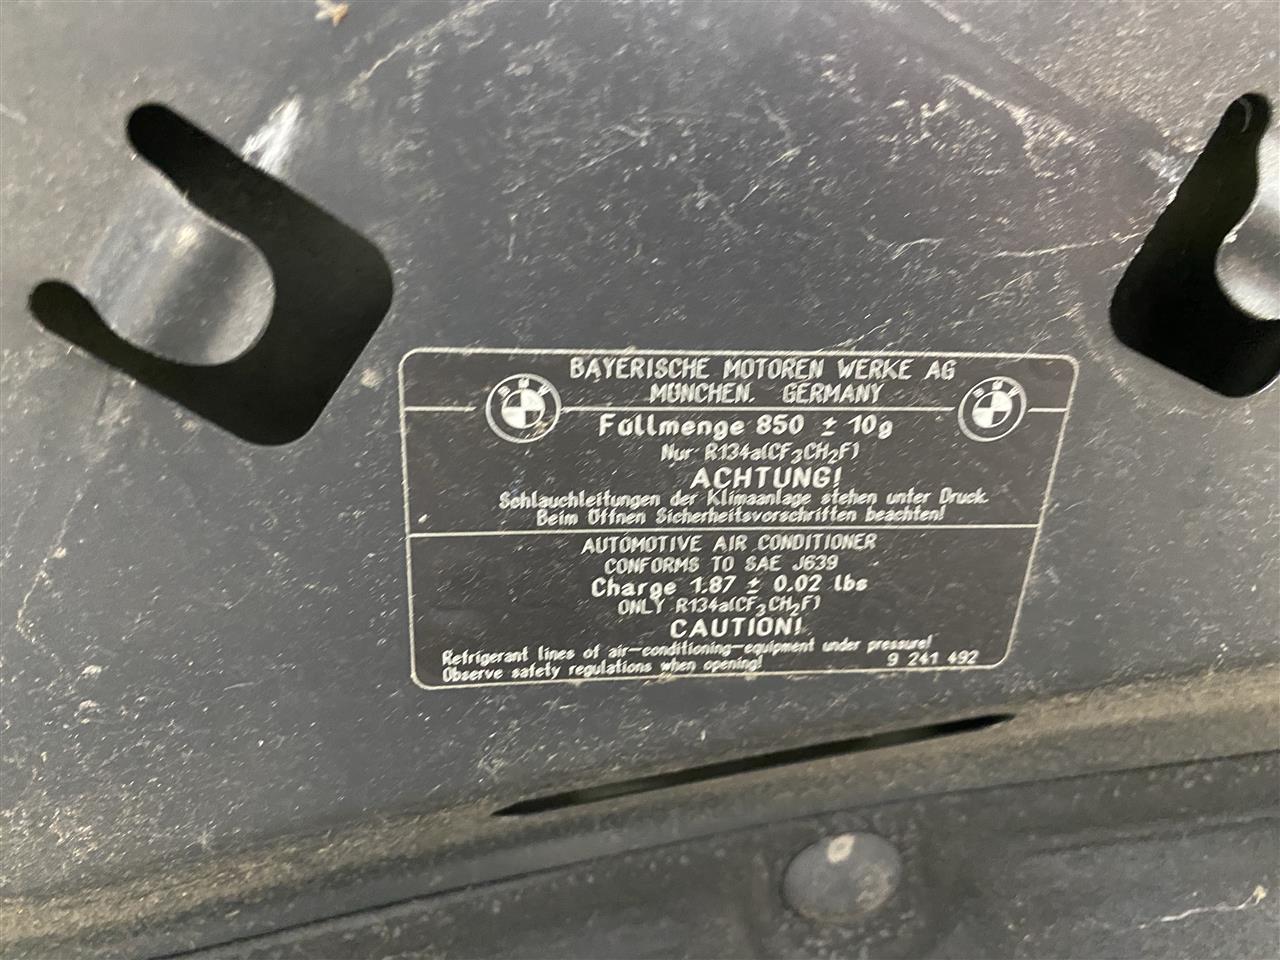 BAYERISCHE MOTOREN WERKE AG
MÜNCHEN, GERMANY
BMW BMW
Füllmenge 850 ± 10g
Nur R134a(CF₃CH₂F)
ACHTUNG!
Schlauchleitungen der Klimaanlage stehen unter Druck.
Beim Öffnen Sicherheitsvorschriften beachten!
AUTOMOTIVE AIR CONDITIONER
CONFORMS TO SAE J639
Charge 1.87 ± 0.02 lbs
ONLY R134a(CF₃CH₂F)
CAUTION!
Refrigerant lines of air-conditioning-equipment under pressure!
Observe safety regulations when opening!
9 241 492